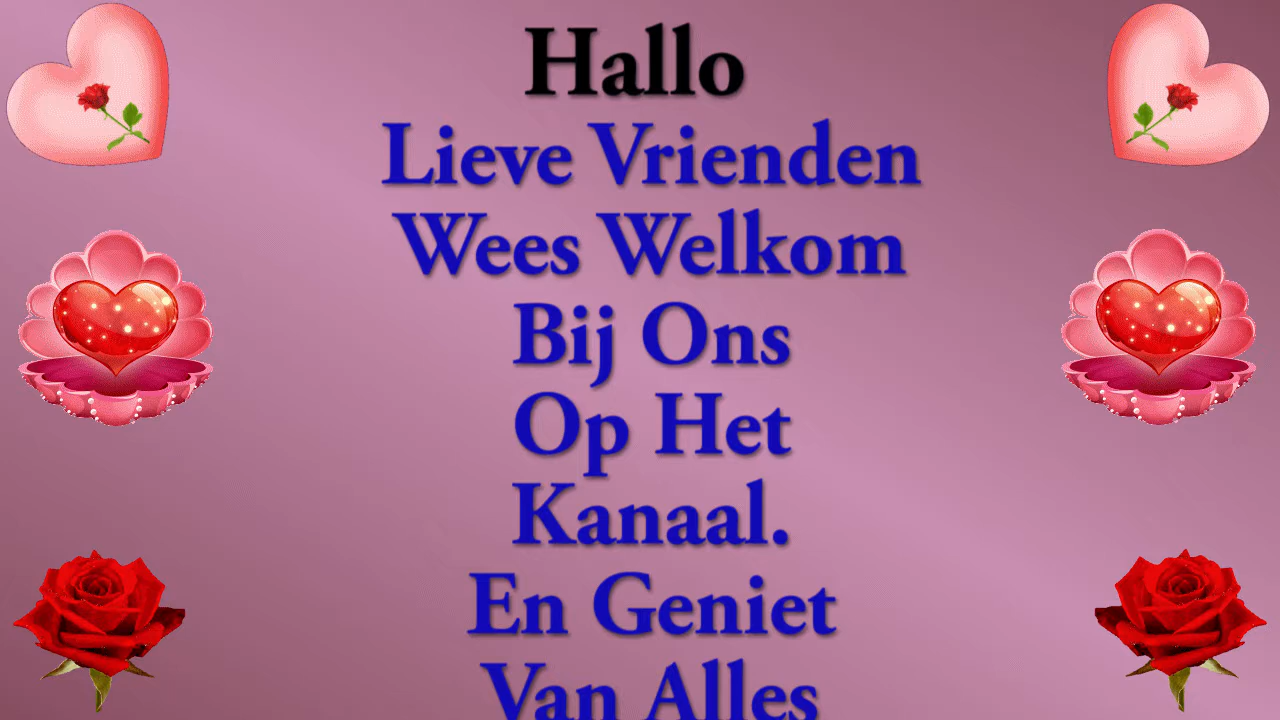 Hallo
Lieve Vrienden
Wees Welkom
Bij Ons
Op Het
Kanaal.
En Geniet
Van Alles